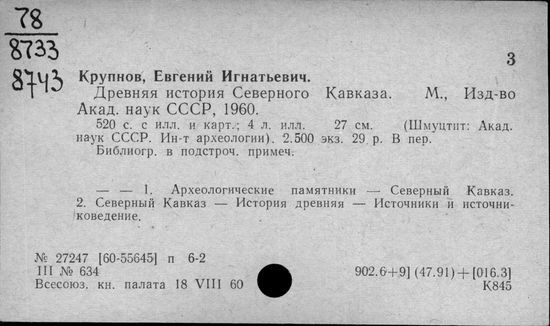 78
8733
8743
3
Крупнов, Евгений Игнатьевич.
Древняя история Северного Кавказа. М., Изд-во
Акад. наук СССР, 1960.
520 с. с илл. и карт.; 4 л. илл. 27 см. (Шмуцтит: Акад.
наук СССР. Ин-т археологии). 2.500 экз. 29 р. В пер.
Библиогр. в подстроч. примеч.
— — 1. Археологические памятники — Северный Кавказ.
2. Северный Кавказ — История древняя — Источники и источни-
коведение.
№ 27247 [60-55645] п 6-2
III № 634
902.6+9] (47.91)+[016.3]
Всесоюз. кн. палата 18 VIII 60
К845